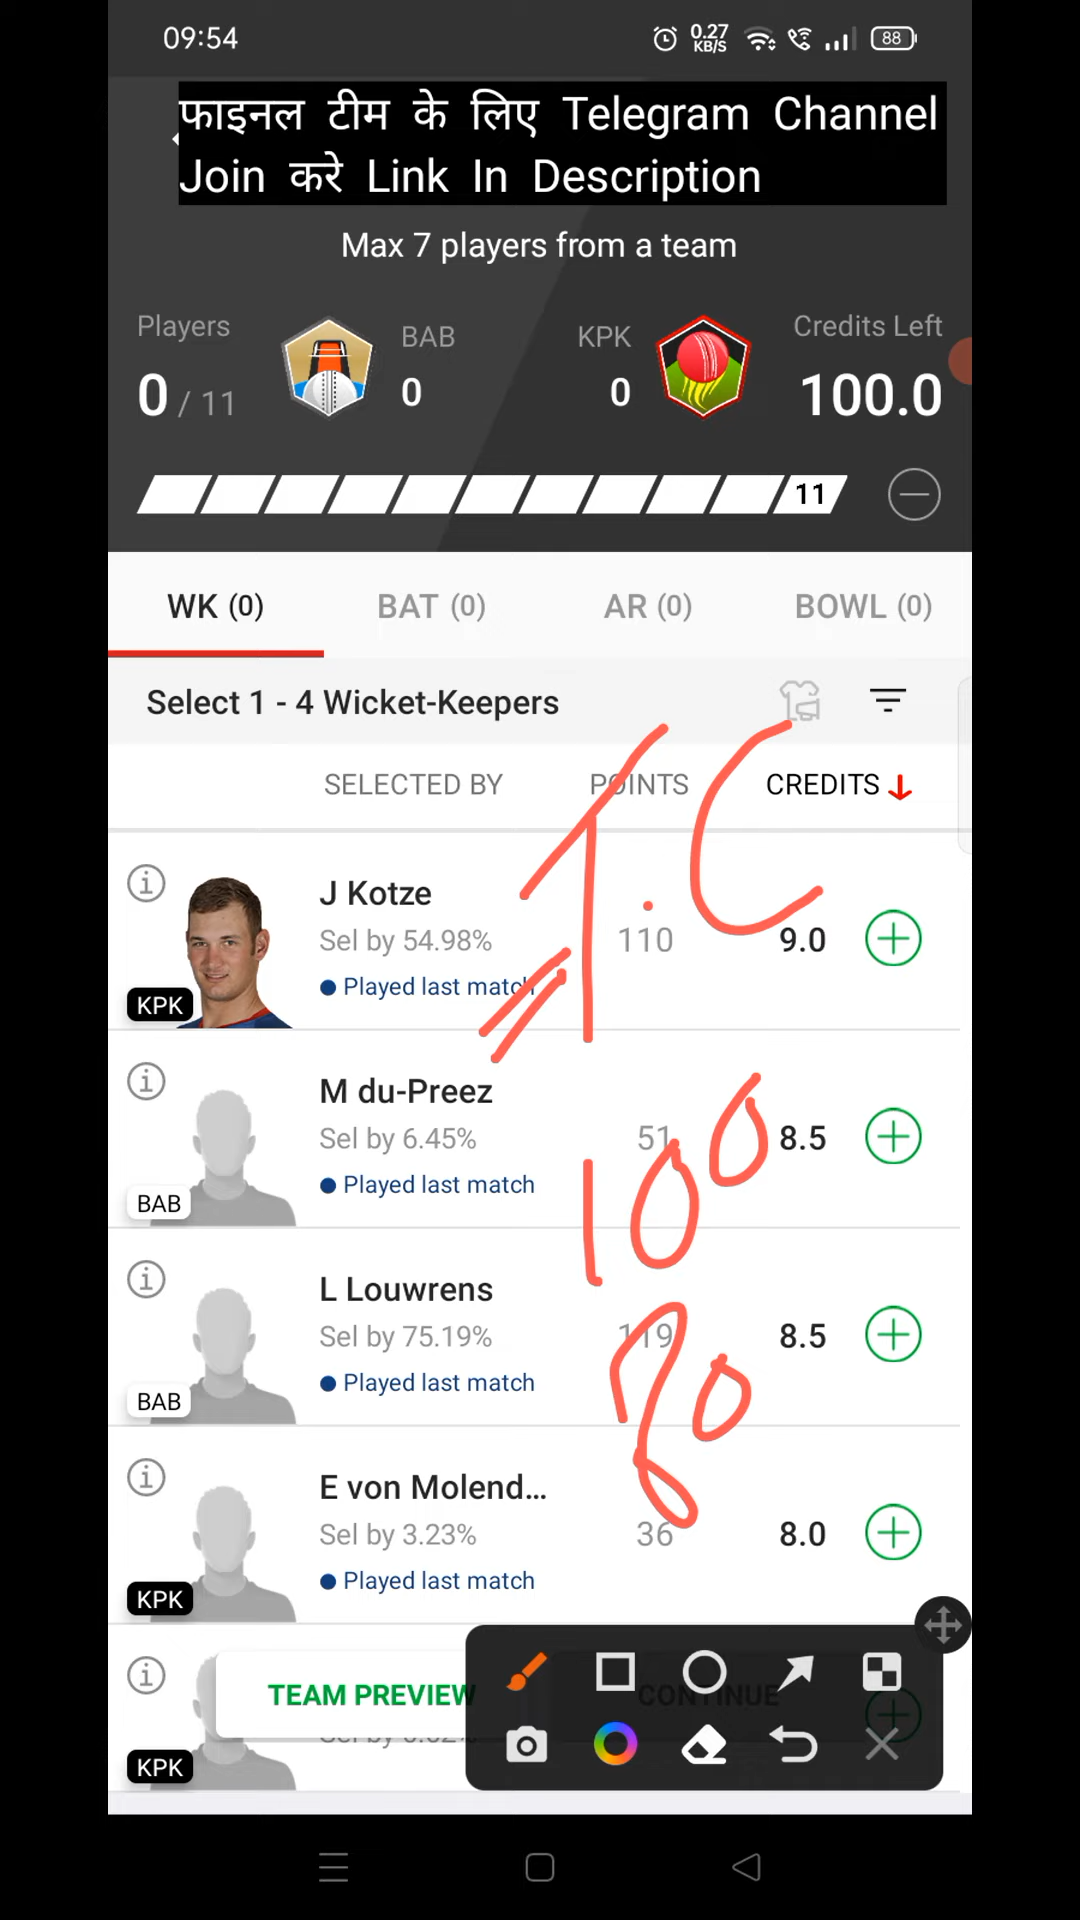 09:54 0.27 KB/S 88
फाइनल टीम के लिए Telegram Channel
Join करे Link In Description
Max 7 players from a team
Players BAB KPK Credits Left
0 / 11 0 0 100.0
11
WK (0) BAT (0) AR (0) BOWL (0)
Select 1 - 4 Wicket-Keepers
SELECTED BY POINTS CREDITS
T.C
J Kotze
Sel by 54.98% 110 9.0
Played last match
KPK
M du-Preez
Sel by 6.45% 51 8.5
Played last match
BAB
100
L Louwrens
Sel by 75.19% 119 8.5
Played last match
BAB
80
E von Molend...
Sel by 3.23% 36 8.0
Played last match
KPK
TEAM PREVIEW CONTINUE
KPK